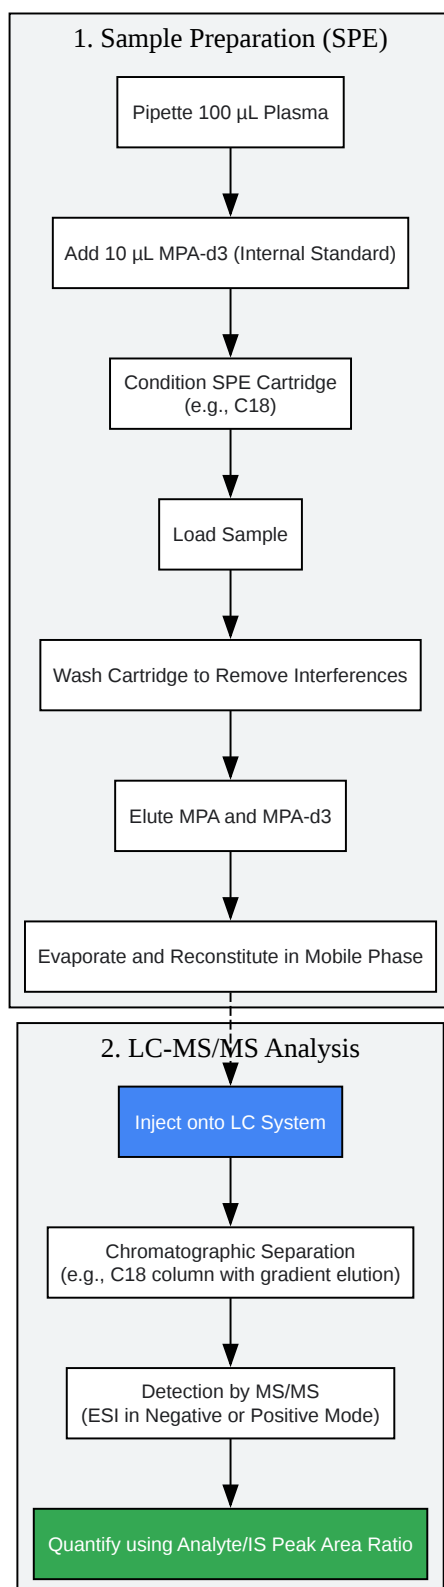 1. Sample Preparation (SPE)
Pipette 100 µL Plasma
Add 10 µL MPA-d3 (Internal Standard)
Condition SPE Cartridge
(e.g., C18)
Load Sample
Wash Cartridge to Remove Interferences
Elute MPA and MPA-d3
Evaporate and Reconstitute in Mobile Phase
2. LC-MS/MS Analysis
Inject onto LC System
Chromatographic Separation
(e.g., C18 column with gradient elution)
Detection by MS/MS
(ESI in Negative or Positive Mode)
Quantify using Analyte/IS Peak Area Ratio